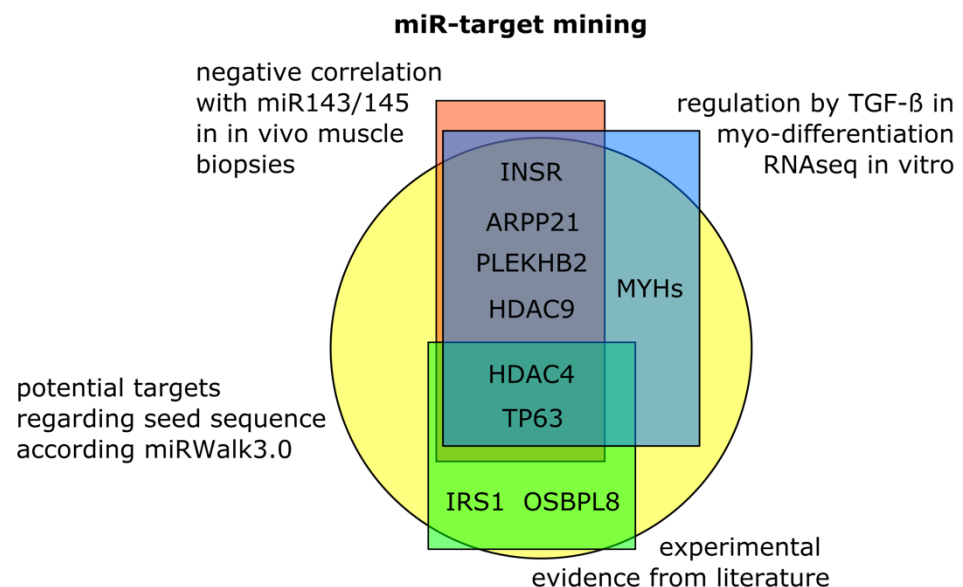 miR-target mining
negative correlation
with miR143/145
in in vivo muscle
biopsies
regulation by TGF-ß in
myo-differentiation
RNAseq in vitro
INSR
ARPP21
PLEKHB2
MYHs
HDAC9
HDAC4
TP63
potential targets
regarding seed sequence
according miRWalk3.0
IRS1 OSBPL8
experimental
evidence from literature